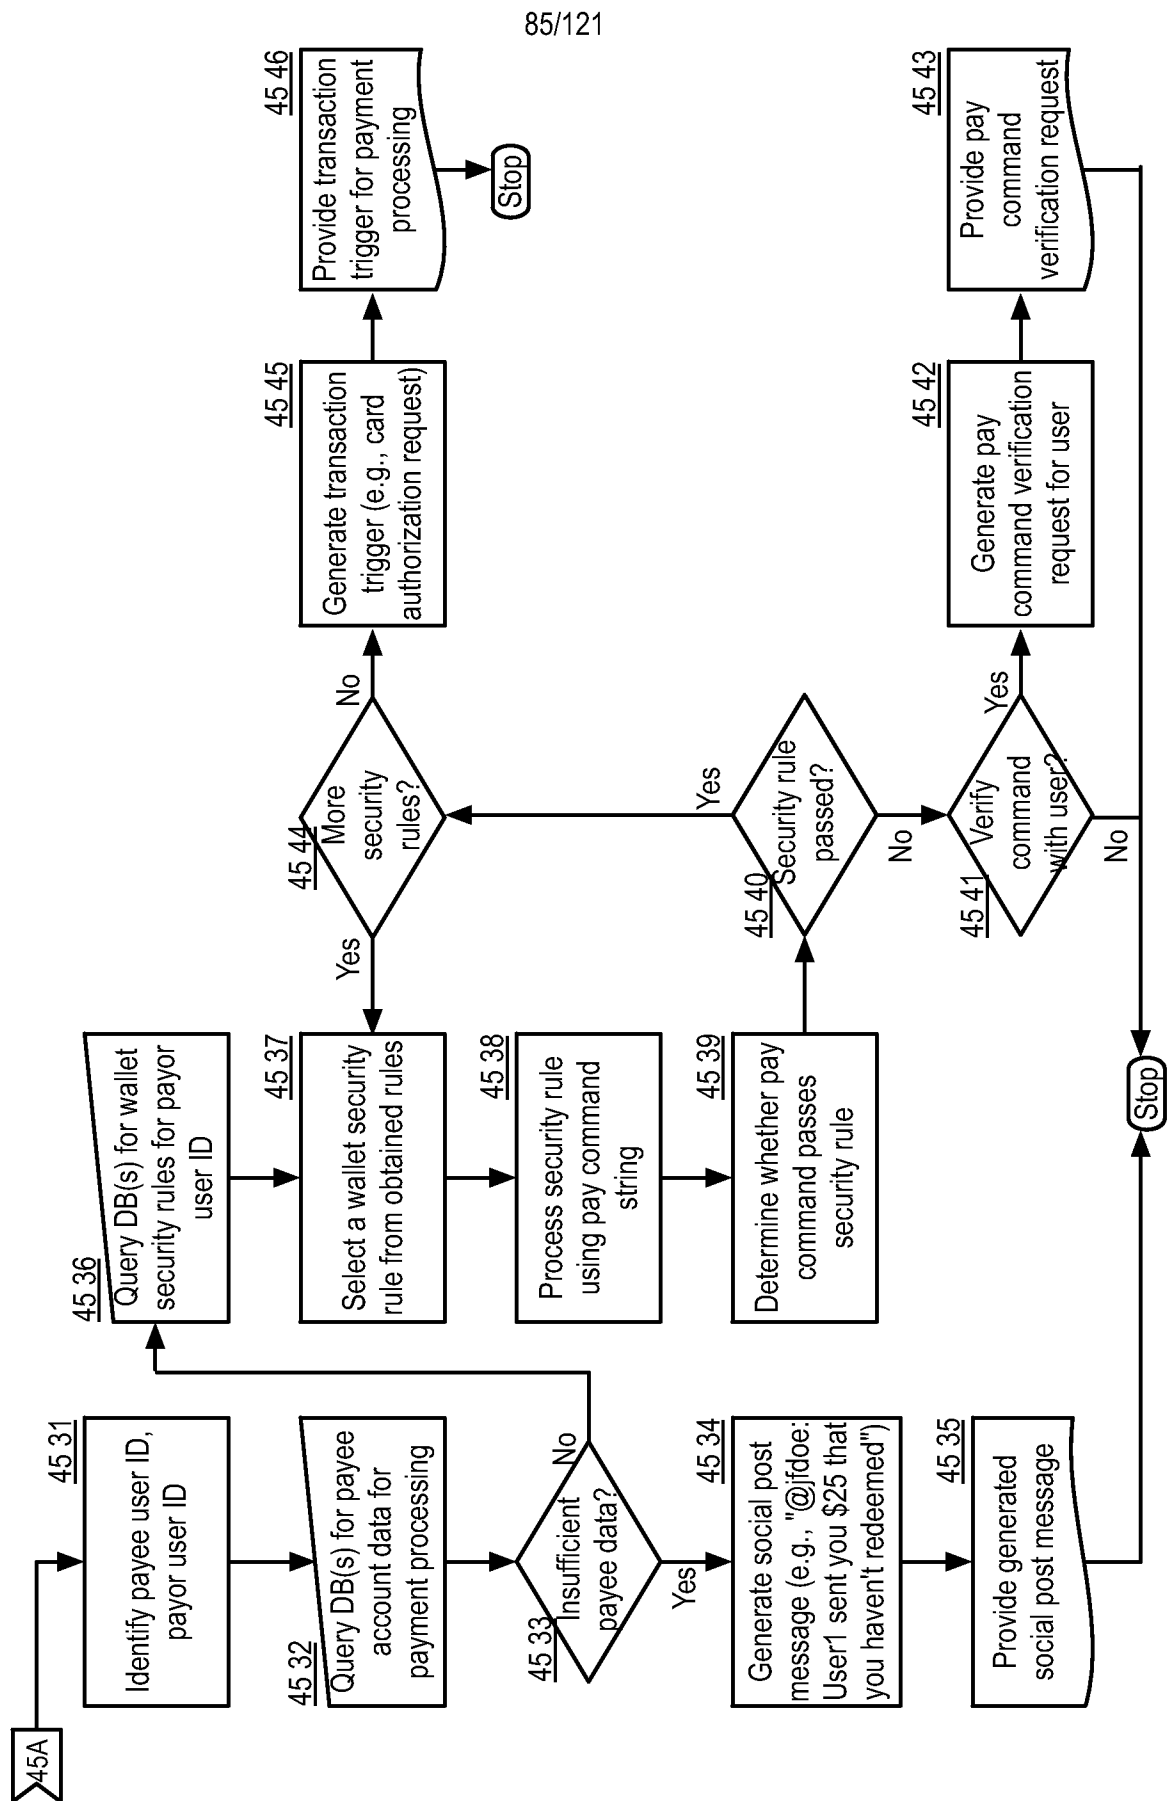 85/121
45A
45 31
Identify payee user ID,
payor user ID
45 32
Query DB(s) for payee
account data for
payment processing
45 33
Insufficient
payee data?
No
Yes
45 34
Generate social post
message (e.g., "@jfdoe:
User1 sent you $25 that
you haven't redeemed")
45 35
Provide generated
social post message
45 36
Query DB(s) for wallet
security rules for payor
user ID
45 37
Select a wallet security
rule from obtained rules
45 38
Process security rule
using pay command
string
45 39
Determine whether pay
command passes
security rule
45 40
Security rule
passed?
Yes
No
45 41
Verify
command
with user?
Yes
No
45 42
Generate pay
command verification
request for user
45 43
Provide pay
command
verification request
Stop
45 44
More
security
rules?
Yes
No
45 45
Generate transaction
trigger (e.g., card
authorization request)
45 46
Provide transaction
trigger for payment
processing
Stop